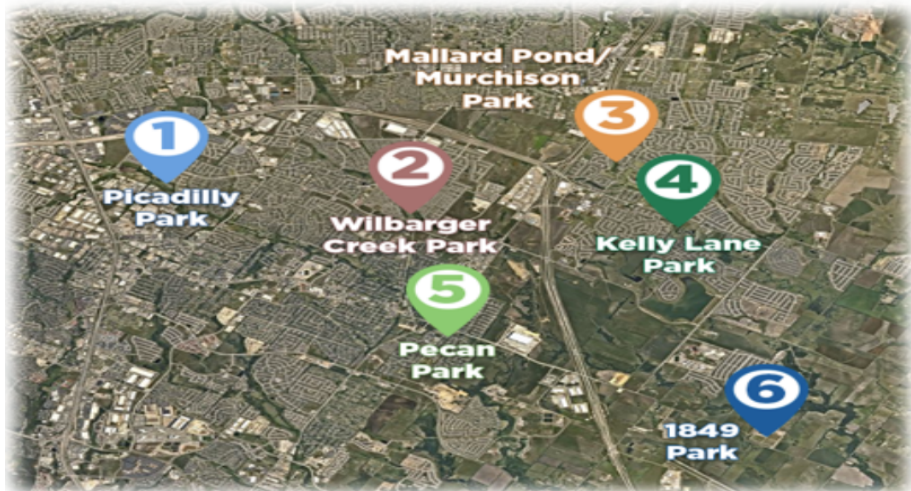 Mallard Pond/
Murchison
Park
1
Picadilly
Park
2
Wilbarger
Creek Park
3
4
Kelly Lane
Park
5
Pecan
Park
6
1849
Park